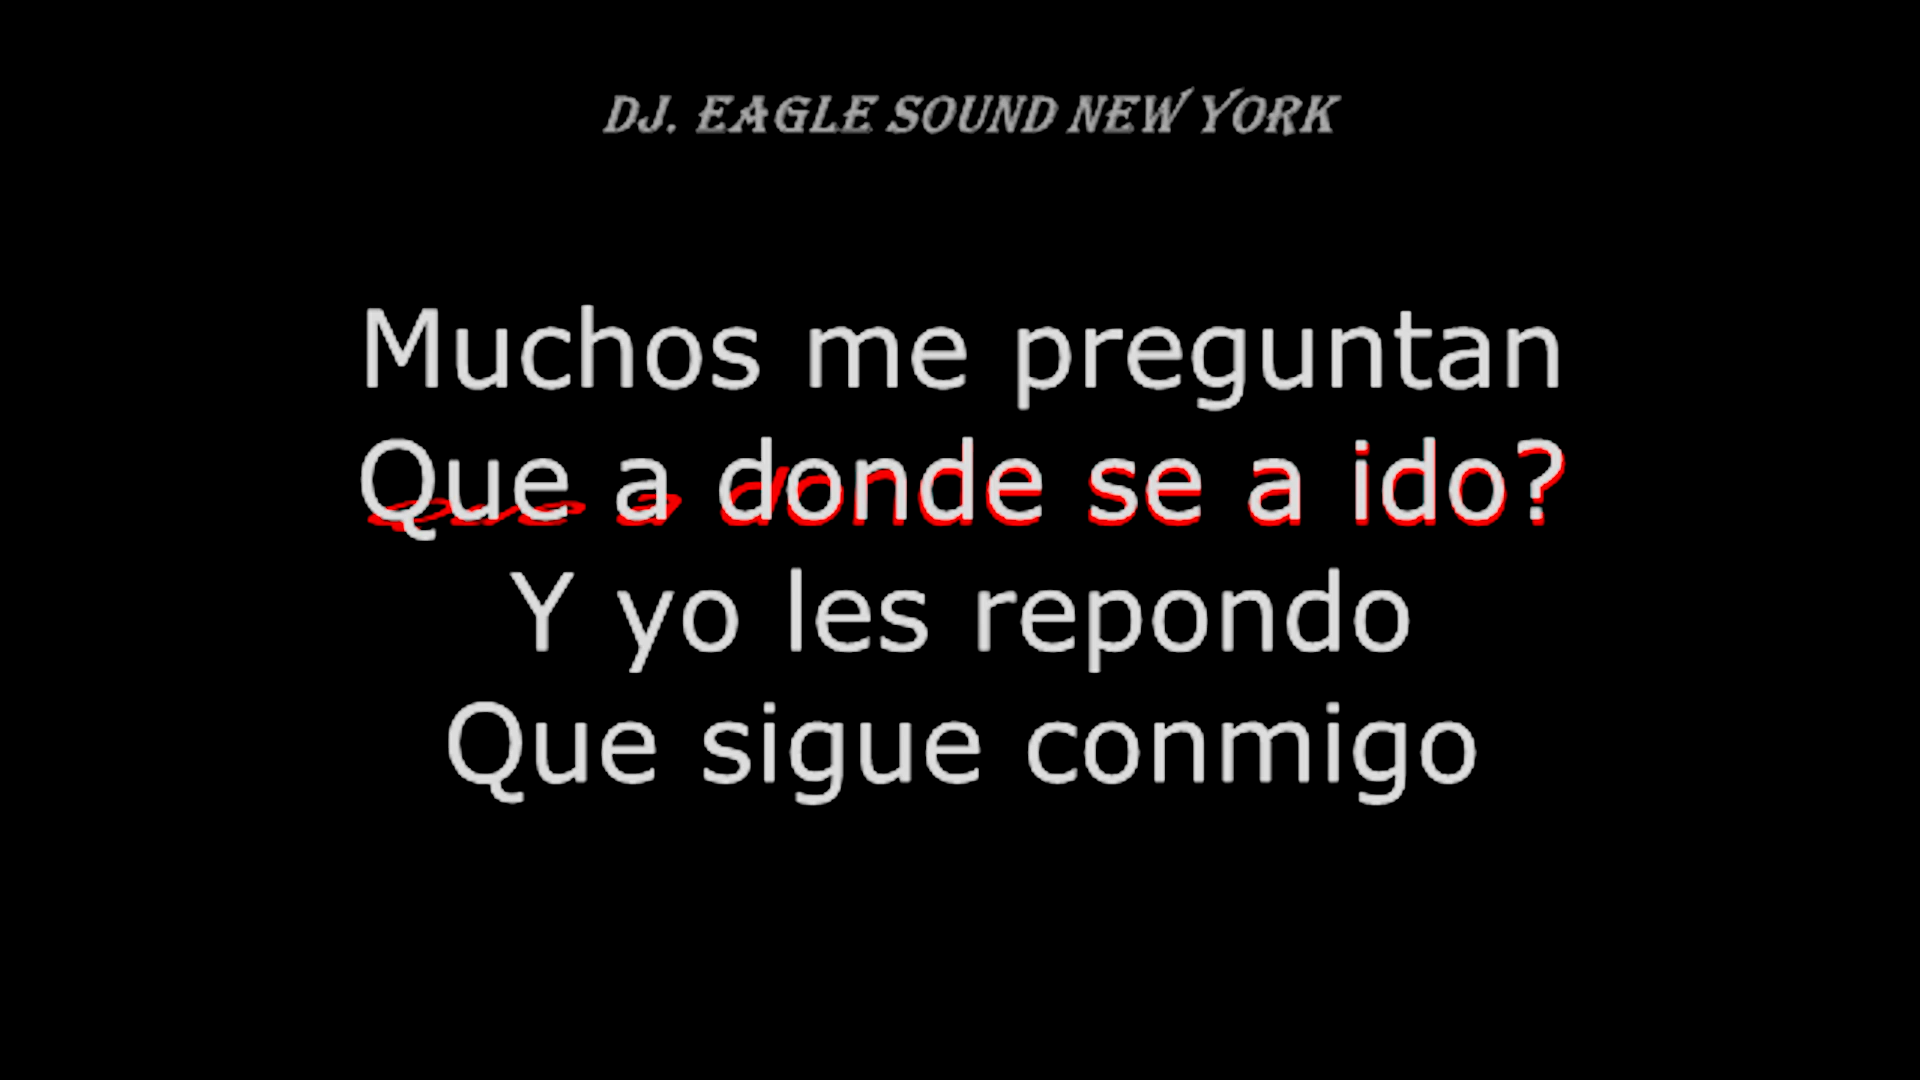 DJ. EAGLE SOUND NEW YORK
Muchos me preguntan
Que a donde se a ido?
Y yo les repondo
Que sigue conmigo